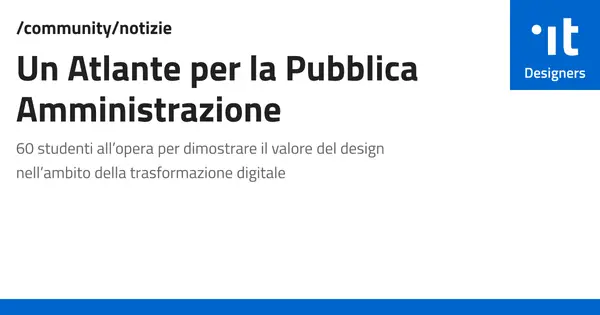 /community/notizie
Un Atlante per la Pubblica
Amministrazione
60 studenti all’opera per dimostrare il valore del design
nell’ambito della trasformazione digitale
·it
Designers